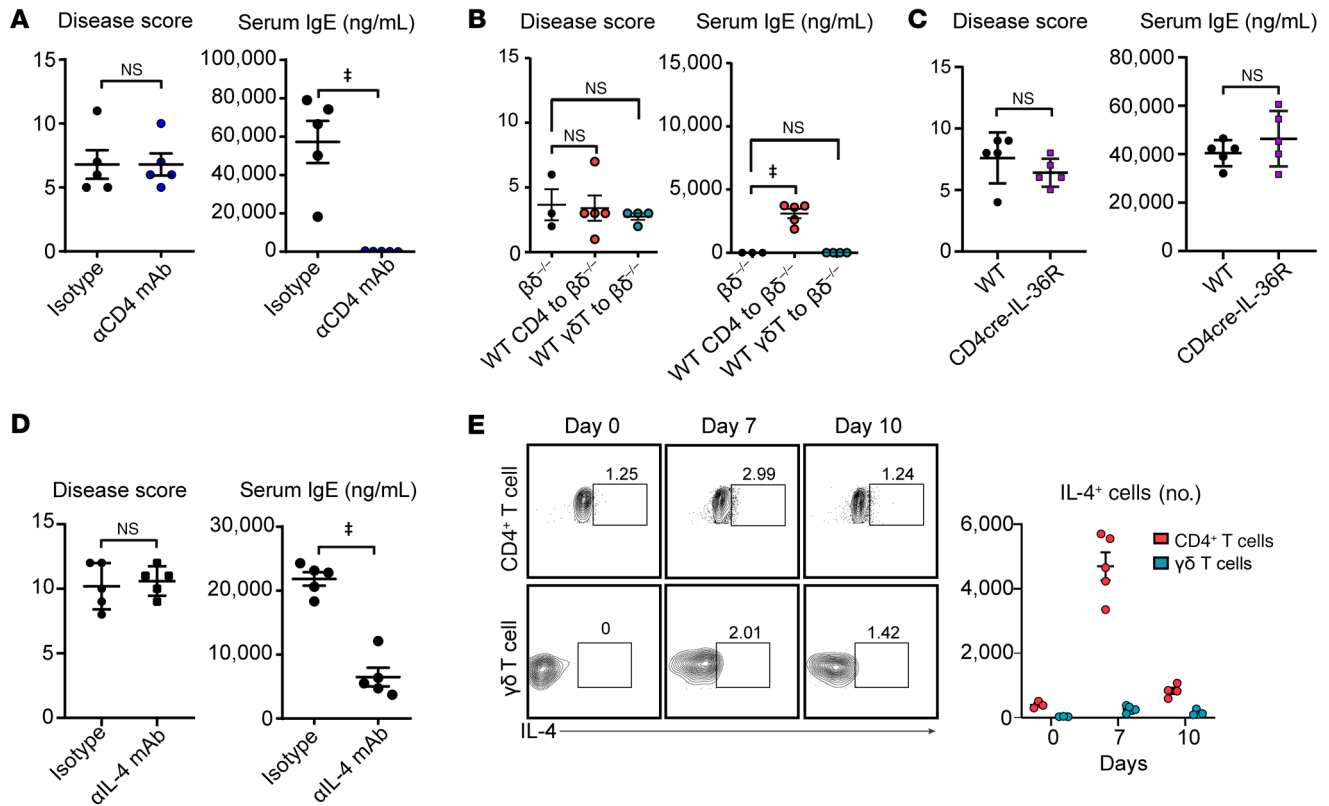 A
Disease score
Serum IgE (ng/mL)
15
10
5
0
NS
Isotype
αCD4 mAb
100,000
80,000
60,000
40,000
20,000
0
‡
Isotype
αCD4 mAb
B
Disease score
Serum IgE (ng/mL)
15
10
5
0
NS
NS
βδ⁻/⁻
WT CD4 to βδ⁻/⁻
WT γδT to βδ⁻/⁻
15,000
10,000
5,000
0
NS
‡
βδ⁻/⁻
WT CD4 to βδ⁻/⁻
WT γδT to βδ⁻/⁻
C
Disease score
Serum IgE (ng/mL)
15
10
5
0
NS
WT
CD4cre-IL-36R
80,000
60,000
40,000
20,000
0
NS
WT
CD4cre-IL-36R
D
Disease score
Serum IgE (ng/mL)
15
10
5
0
NS
Isotype
αIL-4 mAb
30,000
20,000
10,000
0
‡
Isotype
αIL-4 mAb
E
Day 0
Day 7
Day 10
CD4⁺ T cell
1.25
2.99
1.24
γδ T cell
0
2.01
1.42
IL-4
IL-4⁺ cells (no.)
6,000
4,000
2,000
0
CD4⁺ T cells
γδ T cells
0
7
10
Days